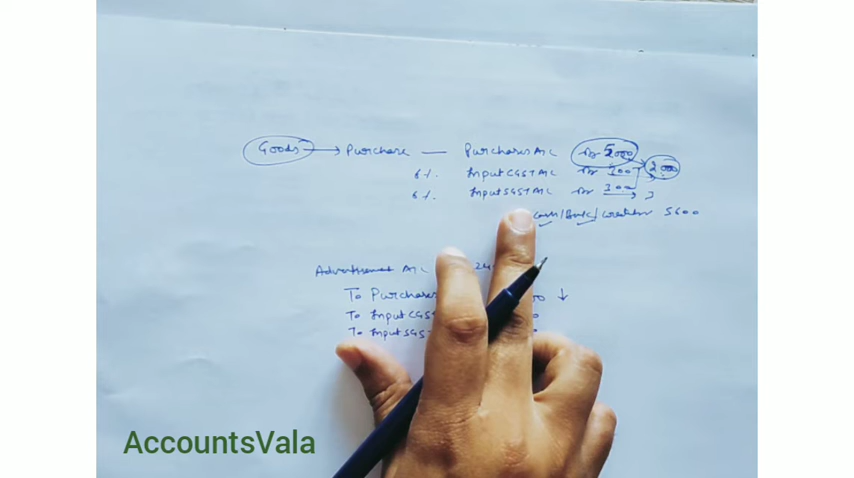 Goods → Purchase — Purchases A/c Dr 5000 2000
6%. Input CGST A/c Dr 300
6%. Input SGST A/c Dr 300
Cash/Bank/Creditor 5600
Advertisement A/c
To Purchases
To Input CGST
To Input SGST
AccountsVala